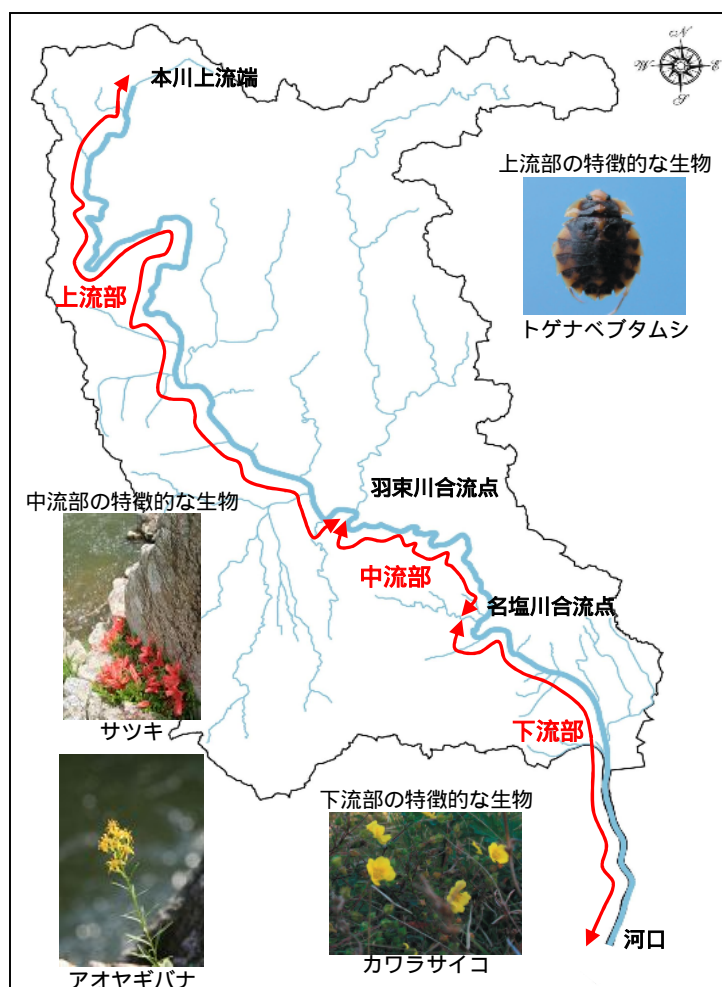 本川上流端
N
W E
S
上流部の特徴的な生物
トゲナベブタムシ
上流部
羽束川合流点
中流部の特徴的な生物
中流部
名塩川合流点
サツキ
下流部
下流部の特徴的な生物
河口
カワラサイコ
アオヤギバナ